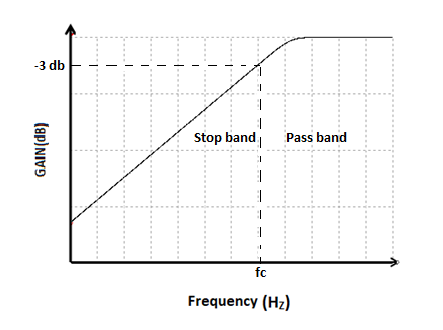 -3 db
GAIN(dB)
Stop band
Pass band
fc
Frequency (Hz)